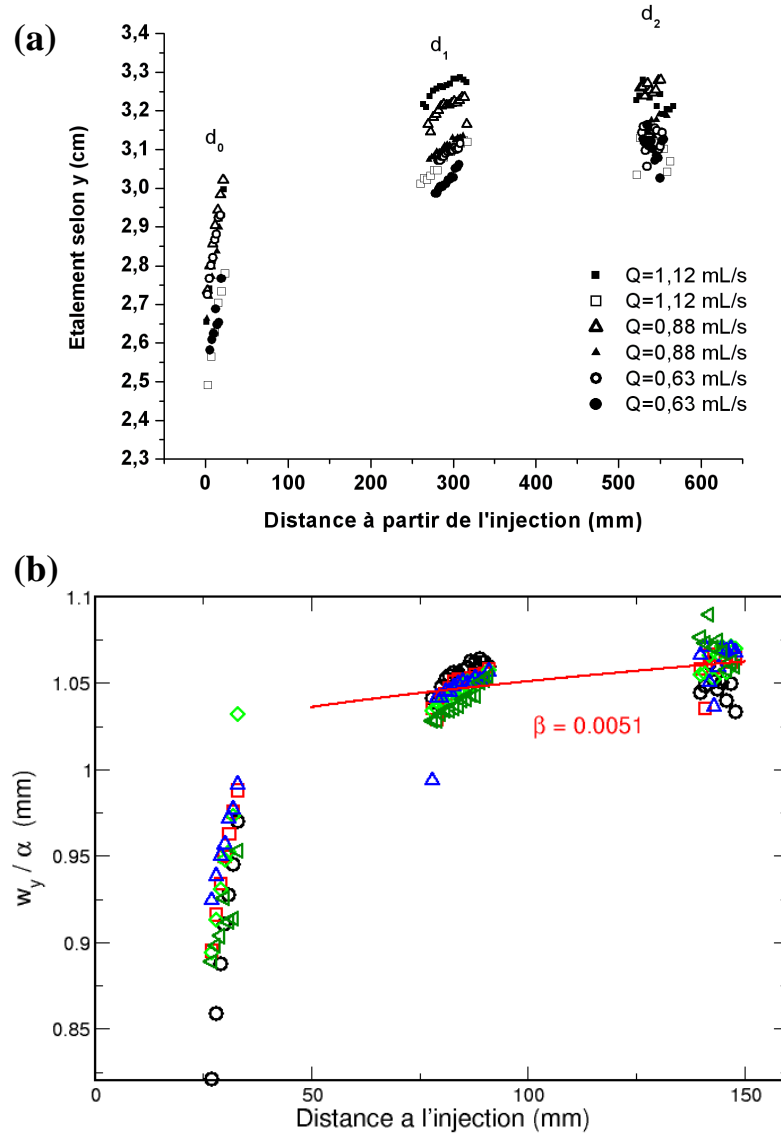 (a)
Etalement selon y (cm)
3,4
3,3
3,2
3,1
3,0
2,9
2,8
2,7
2,6
2,5
2,4
2,3
d0
d1
d2
Q=1,12 mL/s
Q=1,12 mL/s
Q=0,88 mL/s
Q=0,88 mL/s
Q=0,63 mL/s
Q=0,63 mL/s
0 100 200 300 400 500 600
Distance à partir de l'injection (mm)
(b)
w_y / α (mm)
1.1
1.05
1
0.95
0.9
0.85
β = 0.0051
0 50 100 150
Distance a l'injection (mm)